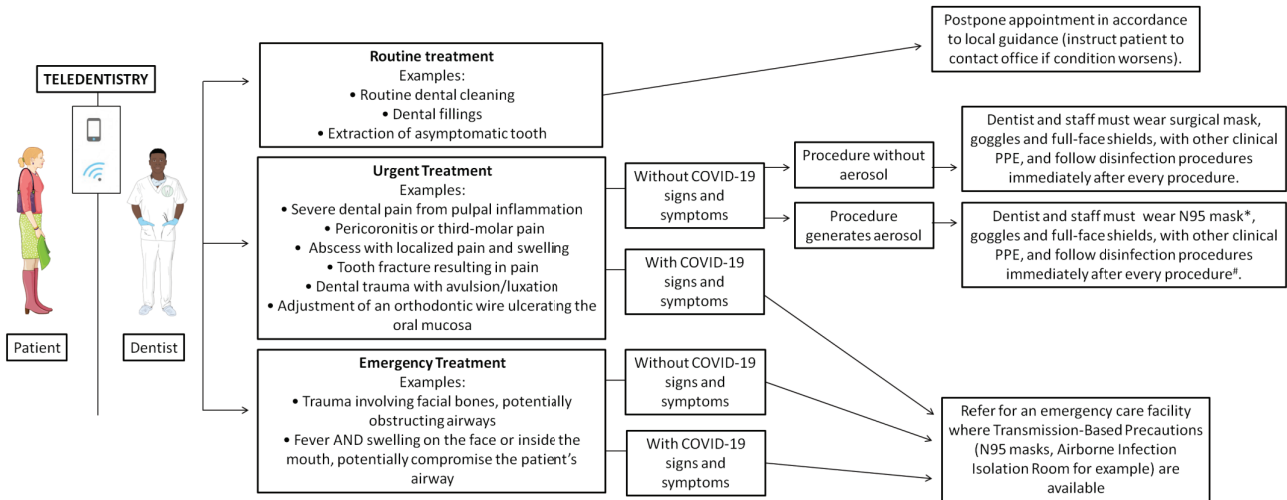 TELEDENTISTRY
Patient
Dentist
Routine treatment
Examples:
• Routine dental cleaning
• Dental fillings
• Extraction of asymptomatic tooth
Postpone appointment in accordance
to local guidance (instruct patient to
contact office if condition worsens).
Urgent Treatment
Examples:
• Severe dental pain from pulpal inflammation
• Pericoronitis or third-molar pain
• Abscess with localized pain and swelling
• Tooth fracture resulting in pain
• Dental trauma with avulsion/luxation
• Adjustment of an orthodontic wire ulcerating the
oral mucosa
Without COVID-19
signs and
symptoms
Procedure without
aerosol
Dentist and staff must wear surgical mask,
goggles and full-face shields, with other clinical
PPE, and follow disinfection procedures
immediately after every procedure.
Procedure
generates aerosol
Dentist and staff must wear N95 mask*,
goggles and full-face shields, with other clinical
PPE, and follow disinfection procedures
immediately after every procedure#.
With COVID-19
signs and
symptoms
Emergency Treatment
Examples:
• Trauma involving facial bones, potentially
obstructing airways
• Fever AND swelling on the face or inside the
mouth, potentially compromise the patient's
airway
Without COVID-19
signs and
symptoms
With COVID-19
signs and
symptoms
Refer for an emergency care facility
where Transmission-Based Precautions
(N95 masks, Airborne Infection
Isolation Room for example) are
available